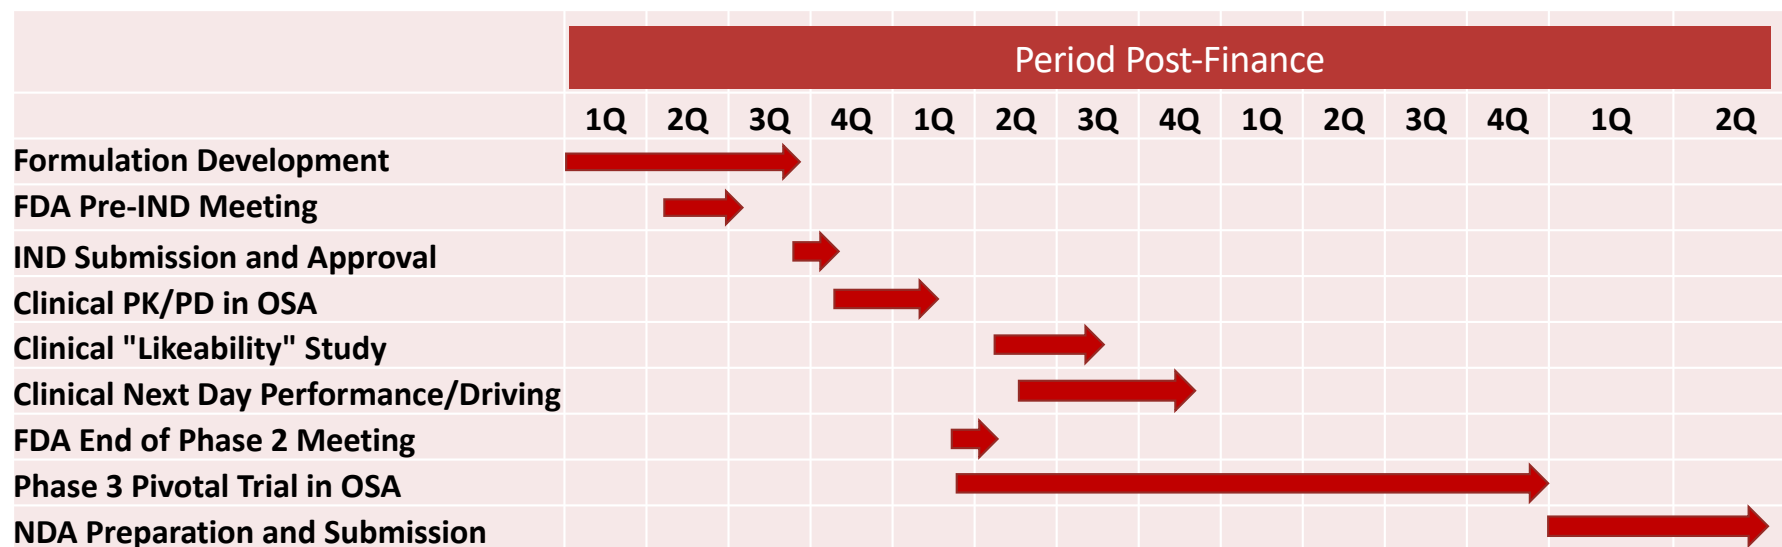 Period Post-Finance
1Q 2Q 3Q 4Q 1Q 2Q 3Q 4Q 1Q 2Q 3Q 4Q 1Q 2Q
Formulation Development
FDA Pre-IND Meeting
IND Submission and Approval
Clinical PK/PD in OSA
Clinical "Likeability" Study
Clinical Next Day Performance/Driving
FDA End of Phase 2 Meeting
Phase 3 Pivotal Trial in OSA
NDA Preparation and Submission